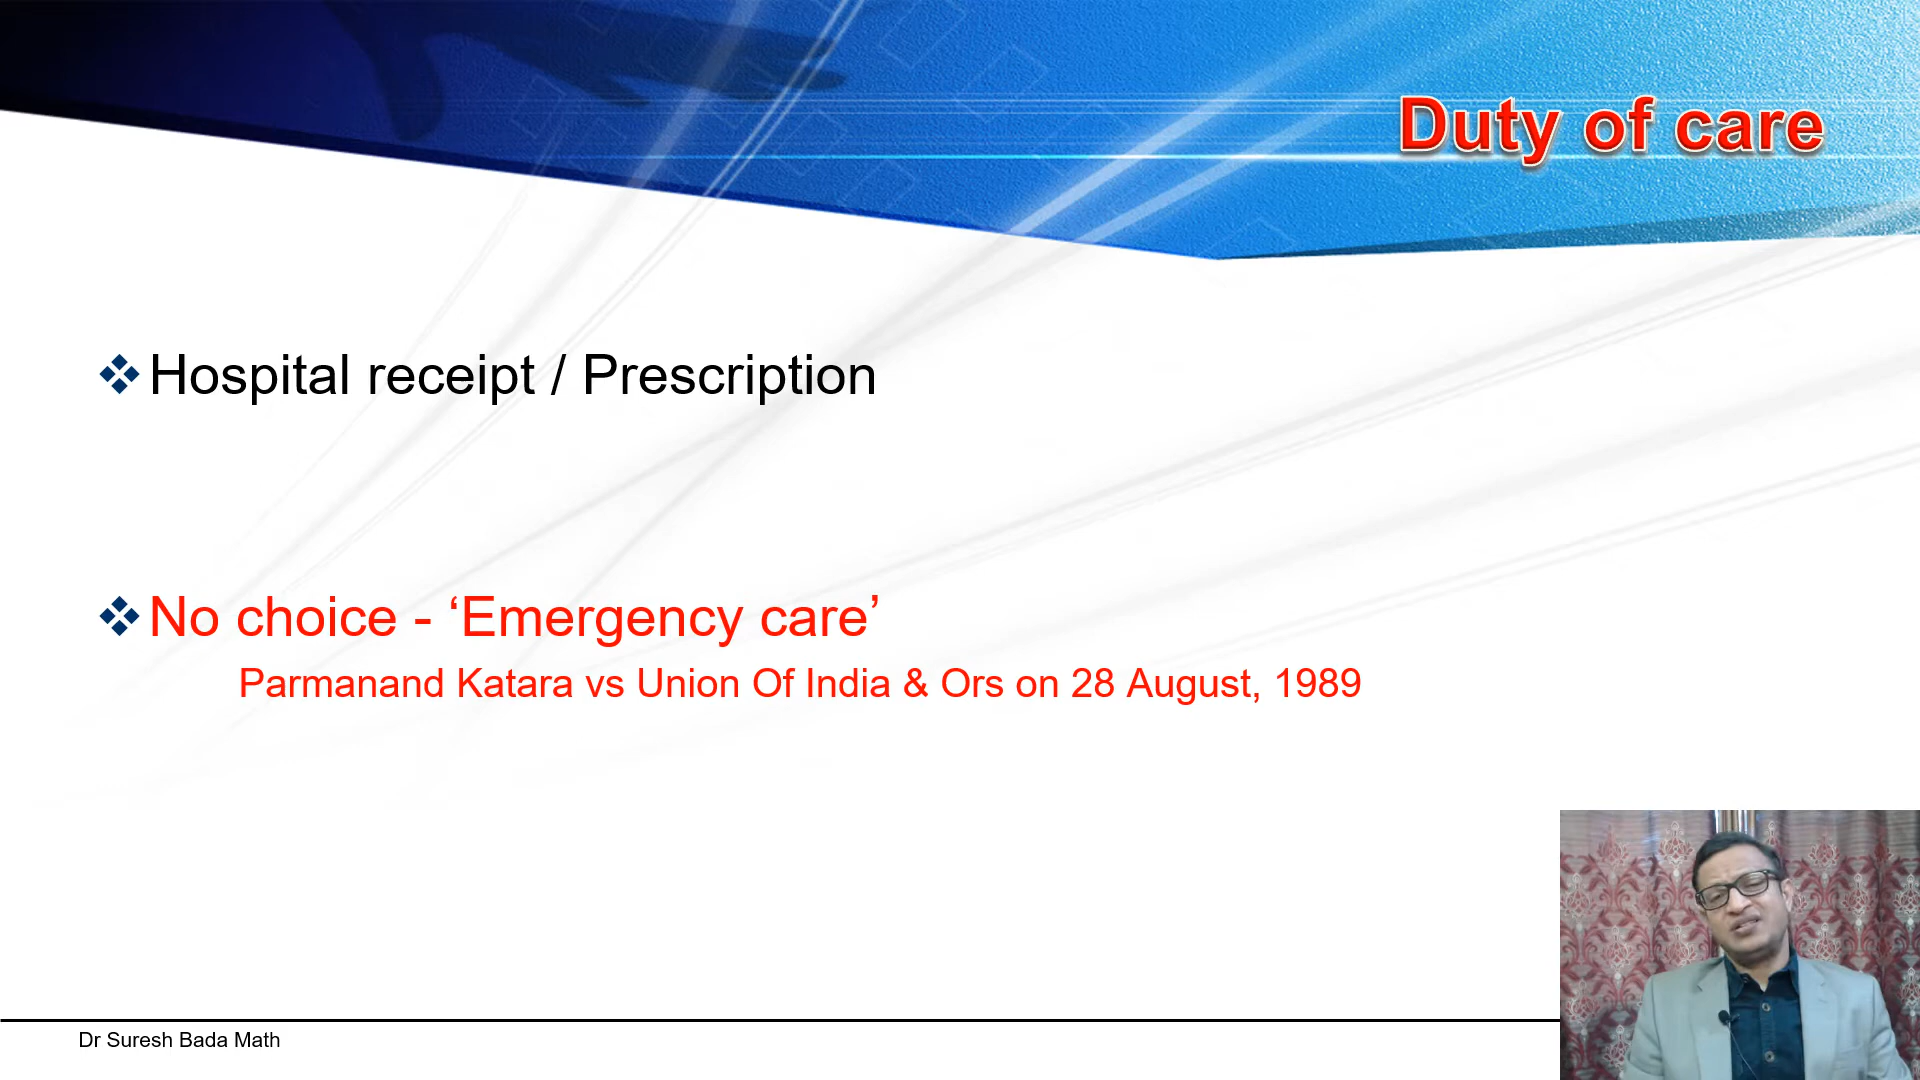 Duty of care
Hospital receipt / Prescription
No choice - ‘Emergency care’
Parmanand Katara vs Union Of India & Ors on 28 August, 1989
Dr Suresh Bada Math